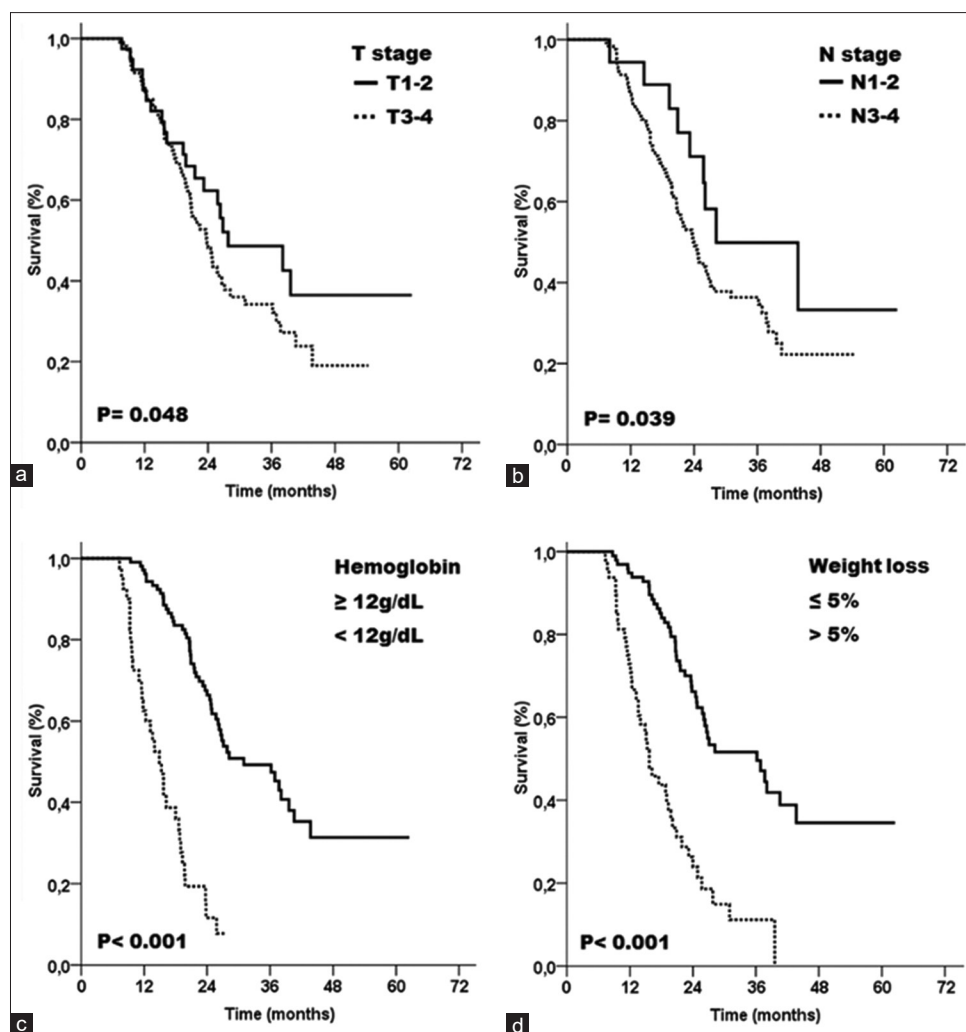 T stage
T1-2
T3-4
1,0
0,8
0,6
0,4
0,2
0,0
Survival (%)
P= 0.048
0 12 24 36 48 60 72
Time (months)
a
N stage
N1-2
N3-4
1,0
0,8
0,6
0,4
0,2
0,0
Survival (%)
P= 0.039
0 12 24 36 48 60 72
Time (months)
b
Hemoglobin
≥ 12g/dL
< 12g/dL
1,0
0,8
0,6
0,4
0,2
0,0
Survival (%)
P< 0.001
0 12 24 36 48 60 72
Time (months)
c
Weight loss
≤ 5%
> 5%
1,0
0,8
0,6
0,4
0,2
0,0
Survival (%)
P< 0.001
0 12 24 36 48 60 72
Time (months)
d